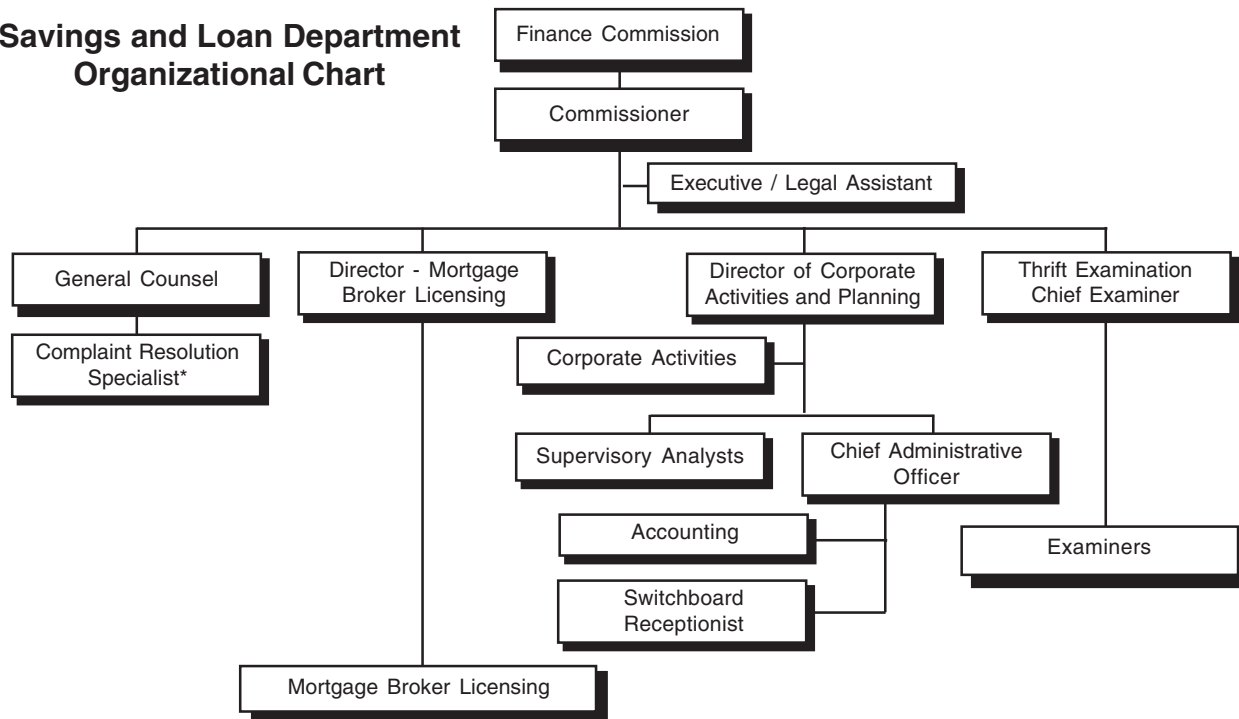 Savings and Loan Department
Organizational Chart
Finance Commission
Commissioner
Executive / Legal Assistant
General Counsel
Director - Mortgage
Broker Licensing
Director of Corporate
Activities and Planning
Thrift Examination
Chief Examiner
Complaint Resolution
Specialist*
Corporate Activities
Supervisory Analysts
Chief Administrative
Officer
Accounting
Examiners
Switchboard
Receptionist
Mortgage Broker Licensing